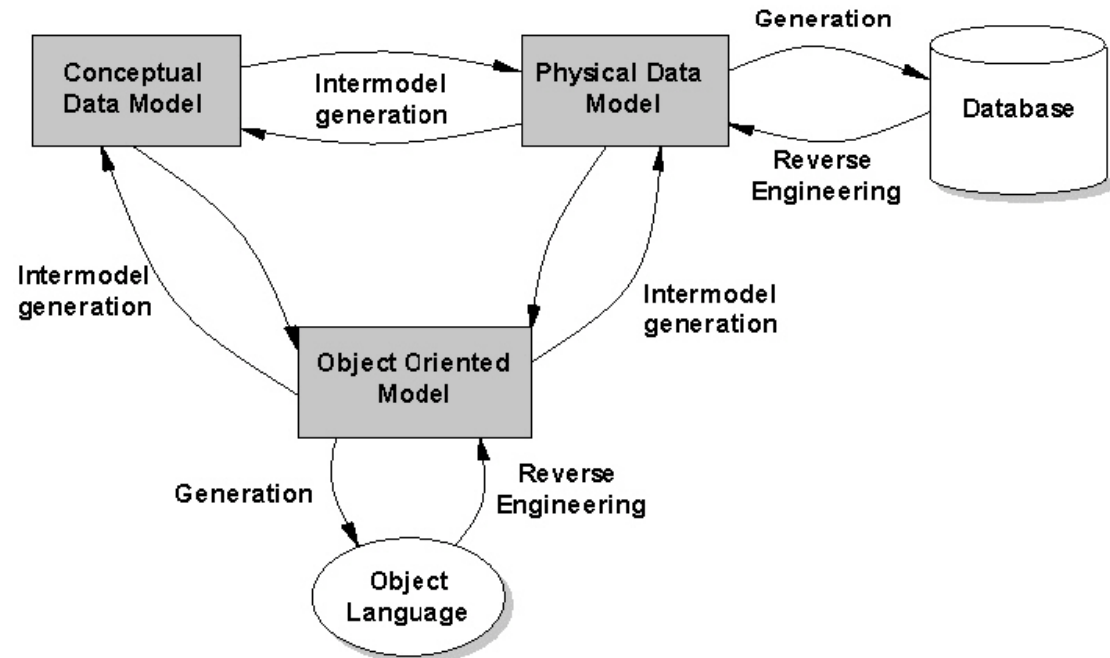 Generation
Conceptual
Data Model
Intermodel
generation
Physical Data
Model
Database
Reverse
Engineering
Intermodel
generation
Intermodel
generation
Object Oriented
Model
Generation
Reverse
Engineering
Object
Language